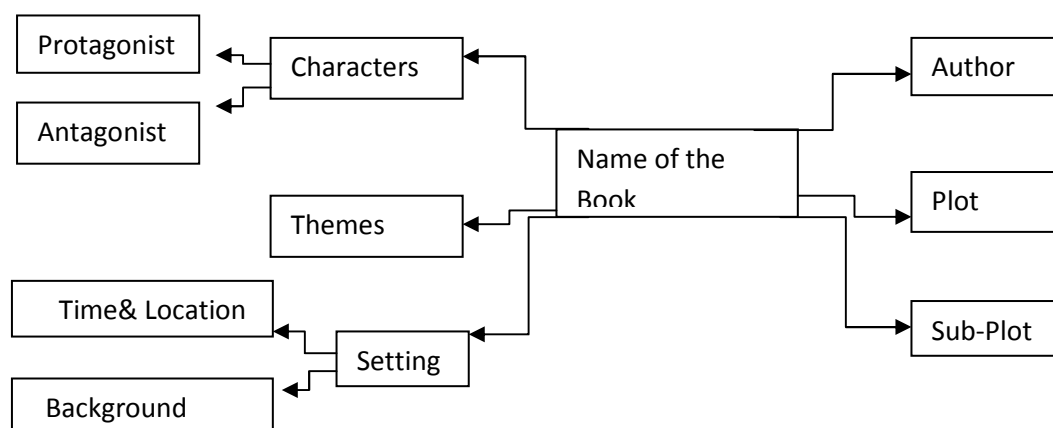 Protagonist
Characters
Author
Antagonist
Name of the
Book
Plot
Themes
Time& Location
Sub-Plot
Setting
Background